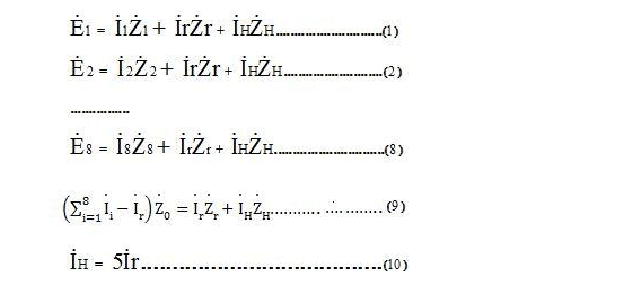 Ė1 = İ1Ż1 + İrŻr + İHŻH..............................(1)
Ė2 = İ2Ż2 + İrŻr + İHŻH..............................(2)
.................
Ė8 = İ8Ż8 + İrŻr + İHŻH..............................(8)
(Σ⁸ᵢ₌₁ İi − İr) Ż0 = İrŻr + İHŻH........................(9)
İH = 5İr........................................(10)